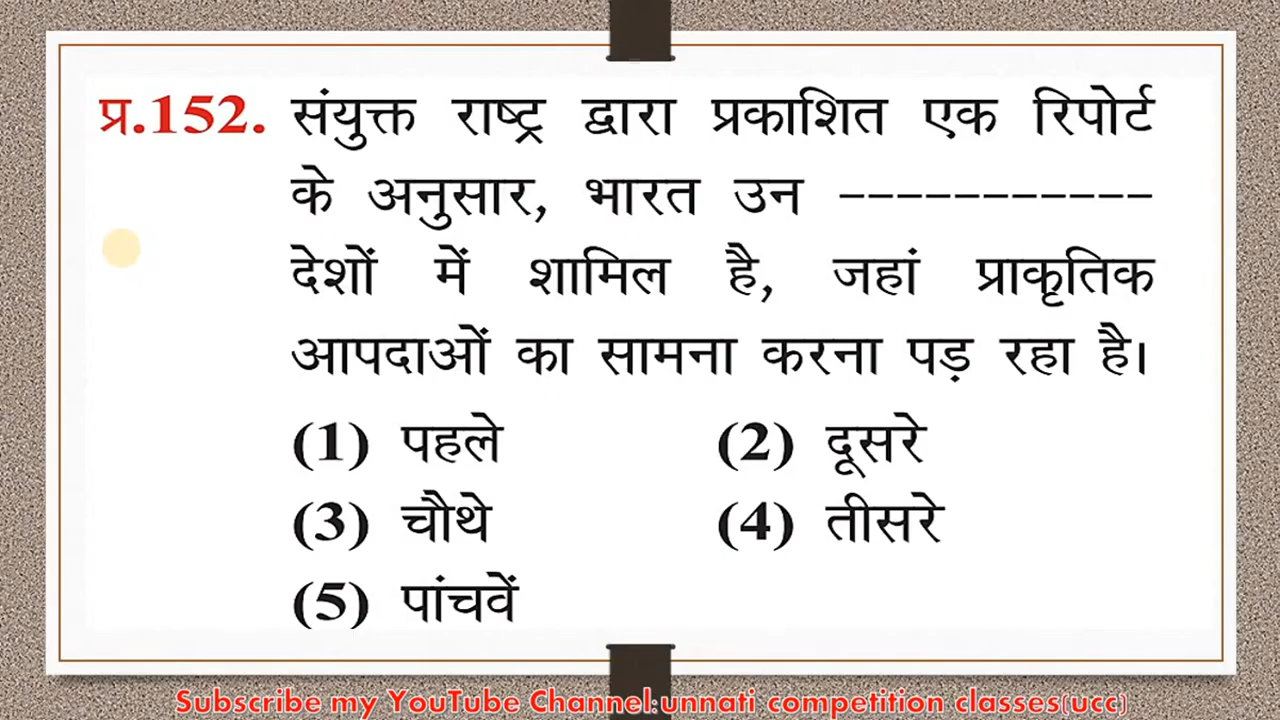 प्र.152. संयुक्त राष्ट्र द्वारा प्रकाशित एक रिपोर्ट
के अनुसार, भारत उन -----------
देशों में शामिल है, जहां प्राकृतिक
आपदाओं का सामना करना पड़ रहा है।
(1) पहले (2) दूसरे
(3) चौथे (4) तीसरे
(5) पांचवें
Subscribe my YouTube Channel:unnati competition classes(ucc)